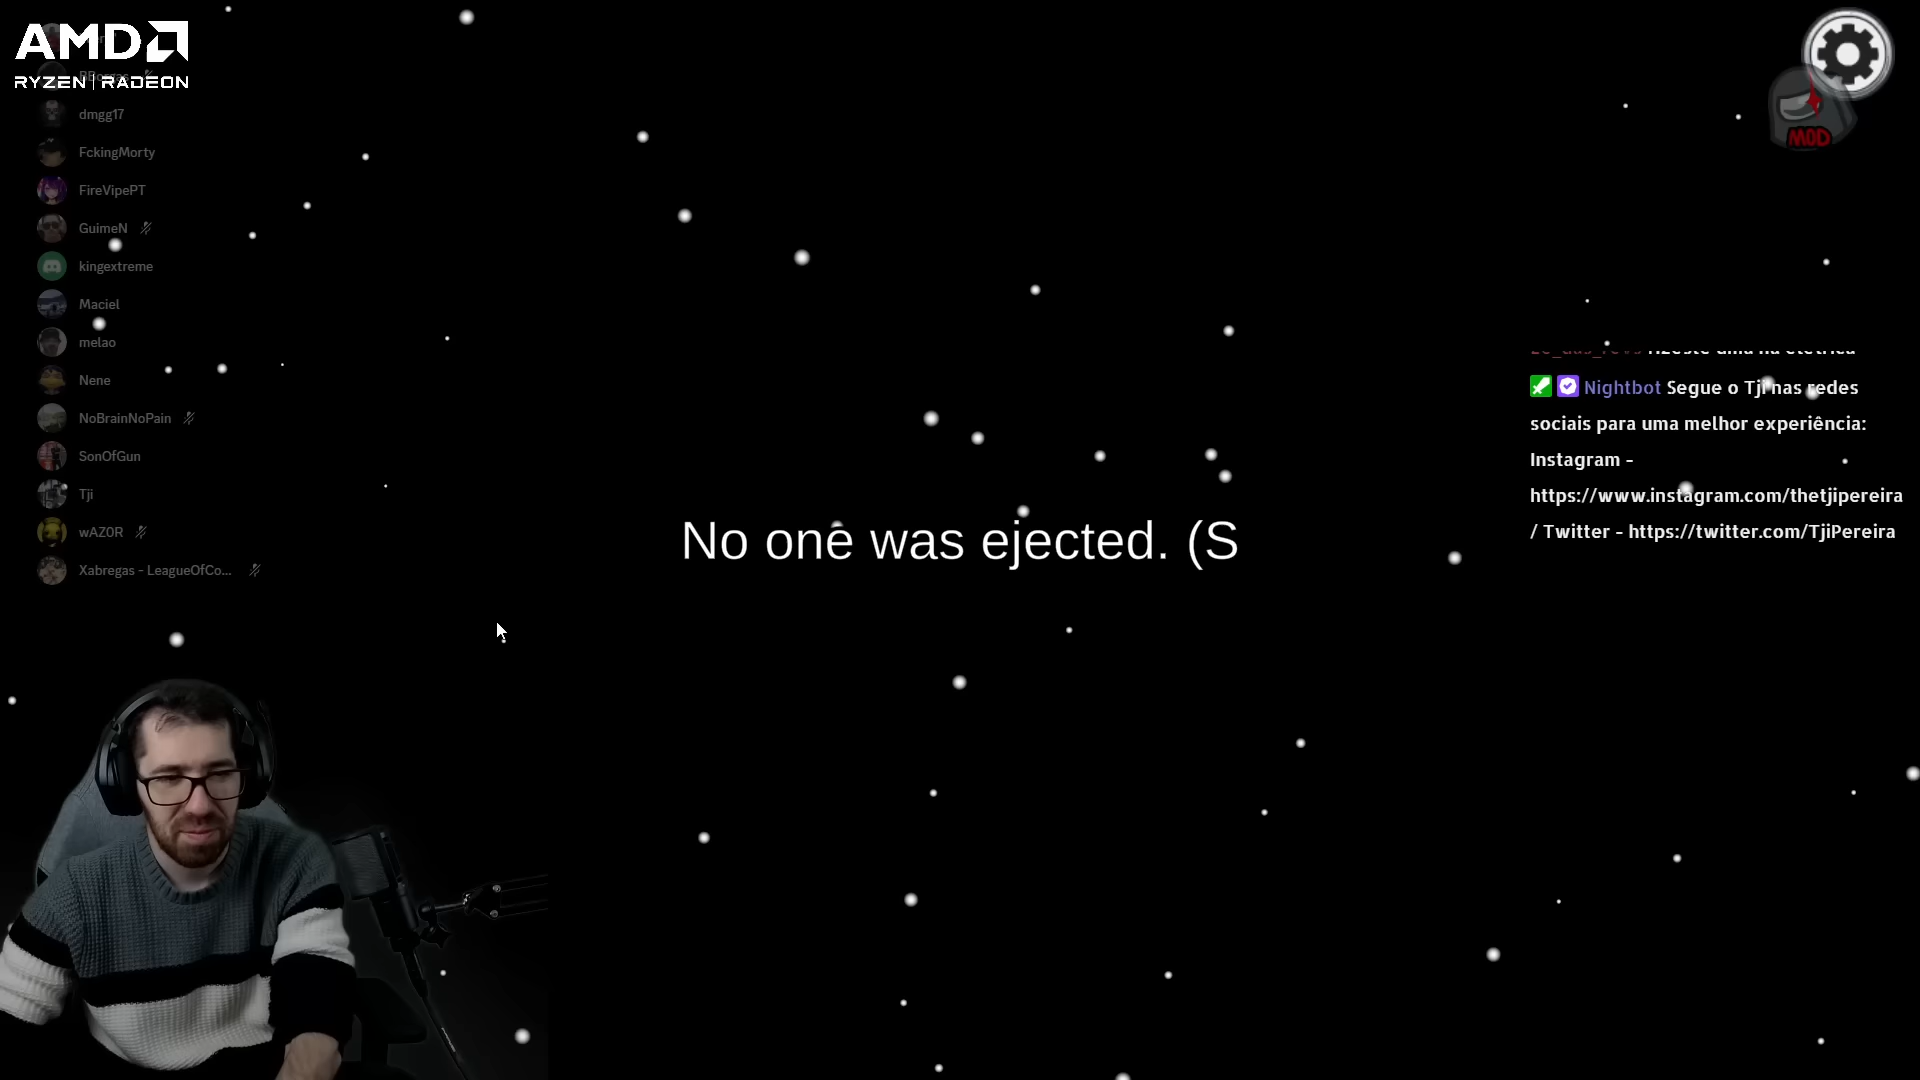 AMD
RYZEN | RADEON
dmgg17
FckingMorty
FireVipePT
GuimeN
kingextreme
Maciel
melao
Nene
NoBrainNoPain
SonOfGun
Tji
wAZ0R
Xabregas - LeagueOfCo...
No one was ejected. (S
MOD
Nightbot Segue o Tji nas redes
sociais para uma melhor experiência:
Instagram -
https://www.instagram.com/thetjipereira
/ Twitter - https://twitter.com/TjiPereira